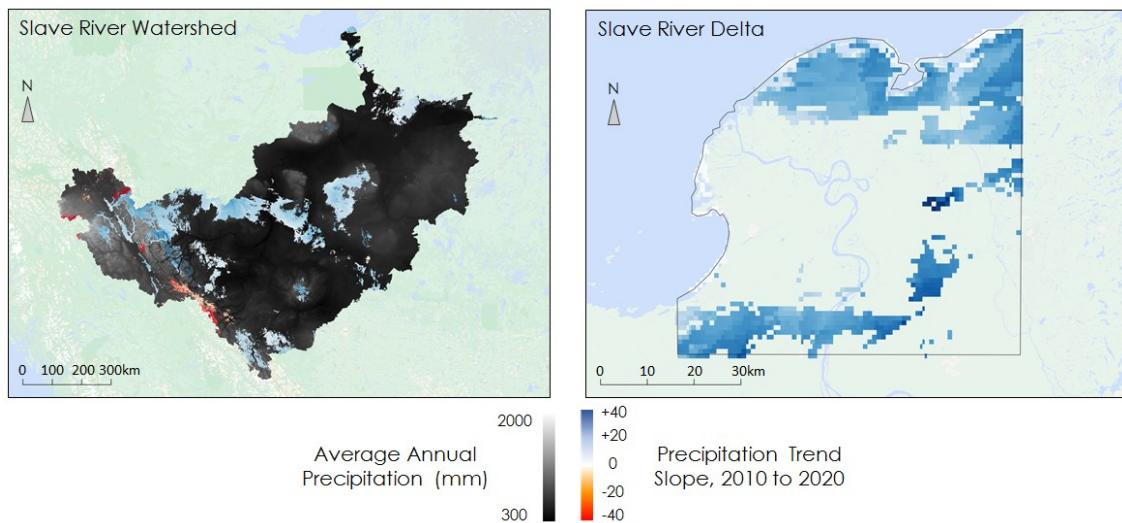 Slave River Watershed
N
0 100 200 300km
Slave River Delta
N
0 10 20 30km
2000
Average Annual
Precipitation (mm)
300
+40
+20
0
-20
-40
Precipitation Trend
Slope, 2010 to 2020